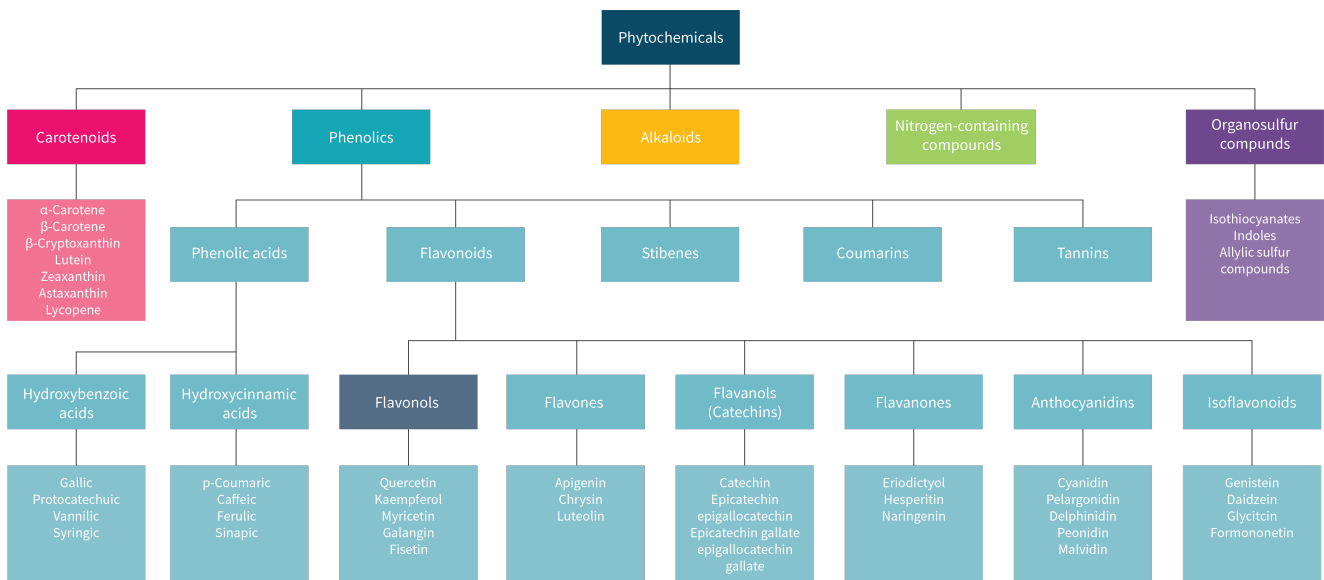 Phytochemicals
Carotenoids
Phenolics
Alkaloids
Nitrogen-containing
compounds
Organosulfur
compunds
α-Carotene
β-Carotene
β-Cryptoxanthin
Lutein
Zeaxanthin
Astaxanthin
Lycopene
Phenolic acids
Flavonoids
Stibenes
Coumarins
Tannins
Isothiocyanates
Indoles
Allylic sulfur
compounds
Hydroxybenzoic
acids
Hydroxycinnamic
acids
Flavonols
Flavones
Flavanols
(Catechins)
Flavanones
Anthocyanidins
Isoflavonoids
Gallic
Protocatechuic
Vannilic
Syringic
p-Coumaric
Caffeic
Ferulic
Sinapic
Quercetin
Kaempferol
Myricetin
Galangin
Fisetin
Apigenin
Chrysin
Luteolin
Catechin
Epicatechin
epigallocatechin
Epicatechin gallate
epigallocatechin
gallate
Eriodictyol
Hesperitin
Naringenin
Cyanidin
Pelargonidin
Delphinidin
Peonidin
Malvidin
Genistein
Daidzein
Glycitcin
Formononetin